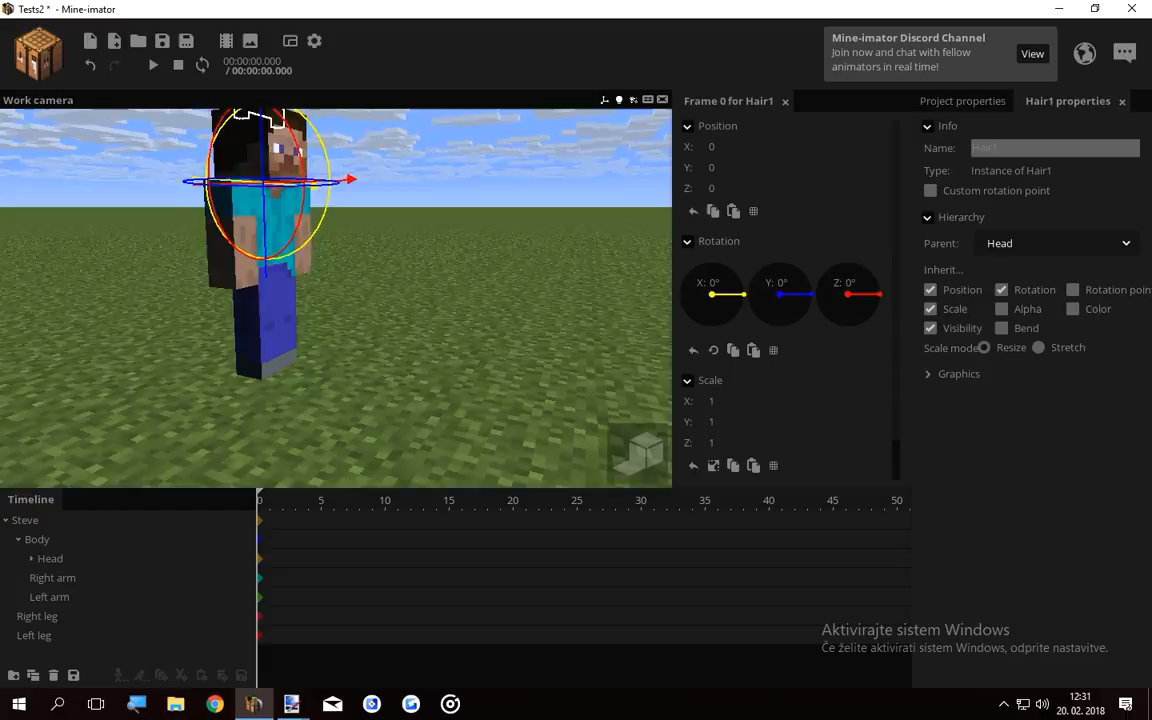 Tests2 * - Mine-imator
00:00:00.000
/ 00:00:00.000
Mine-imator Discord Channel
Join now and chat with fellow
animators in real time!
View
Work camera
Frame 0 for Hair1
Project properties
Hair1 properties
Position
X: 0
Y: 0
Z: 0
Rotation
X: 0°
Y: 0°
Z: 0°
Scale
X: 1
Y: 1
Z: 1
Info
Name: Hair1
Type: Instance of Hair1
Custom rotation point
Hierarchy
Parent: Head
Inherit...
Position Rotation Rotation poin
Scale Alpha Color
Visibility Bend
Scale mode Resize Stretch
Graphics
Timeline
0 5 10 15 20 25 30 35 40 45 50
Steve
Body
Head
Right arm
Left arm
Right leg
Left leg
Aktivirajte sistem Windows
Če želite aktivirati sistem Windows, odprite nastavitve.
12:31
20. 02. 2018